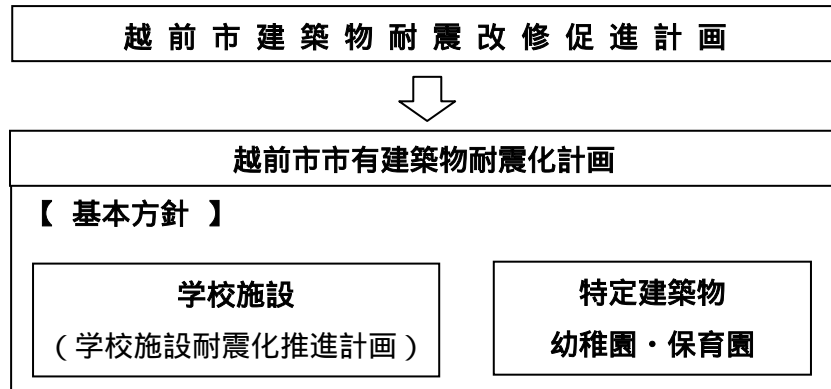 越前市建築物耐震改修促進計画
越前市市有建築物耐震化計画
【 基本方針 】
学校施設
（学校施設耐震化推進計画）
特定建築物
幼稚園・保育園